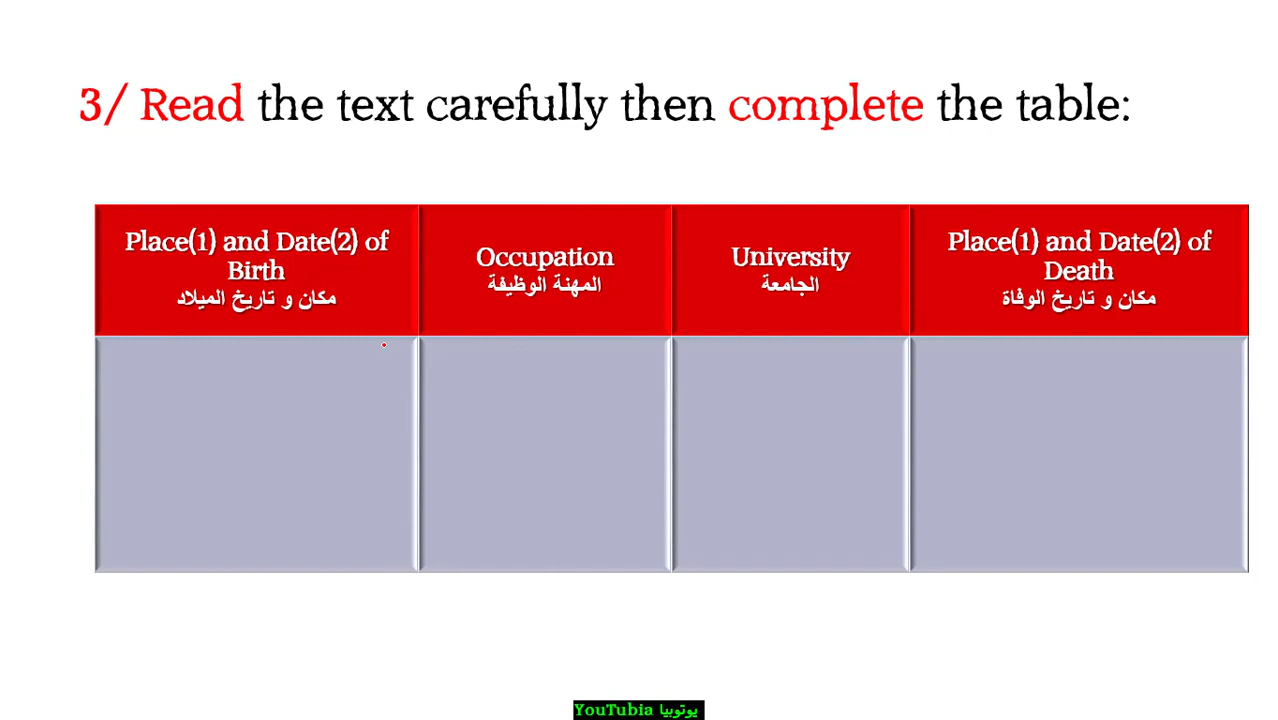 3/ Read the text carefully then complete the table:
Place(1) and Date(2) of
Birth
مكان و تاريخ الميلاد
Occupation
المهنة الوظيفة
University
الجامعة
Place(1) and Date(2) of
Death
مكان و تاريخ الوفاة
YouTubia يوتوبيا